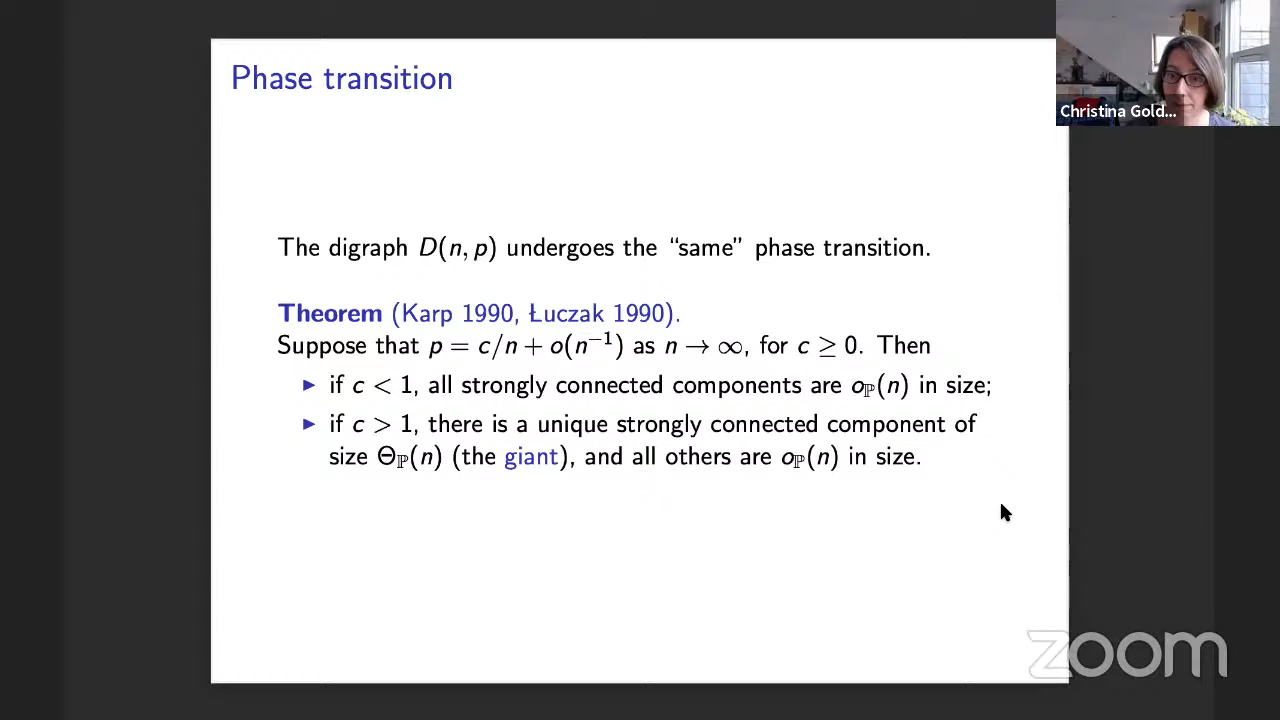 Phase transition
Christina Gold...
The digraph D(n, p) undergoes the “same” phase transition.
Theorem (Karp 1990, Łuczak 1990).
Suppose that p = c/n + o(n⁻¹) as n → ∞, for c ≥ 0. Then
▶ if c < 1, all strongly connected components are o_ℙ(n) in size;
▶ if c > 1, there is a unique strongly connected component of
size Θ_ℙ(n) (the giant), and all others are o_ℙ(n) in size.
zoom